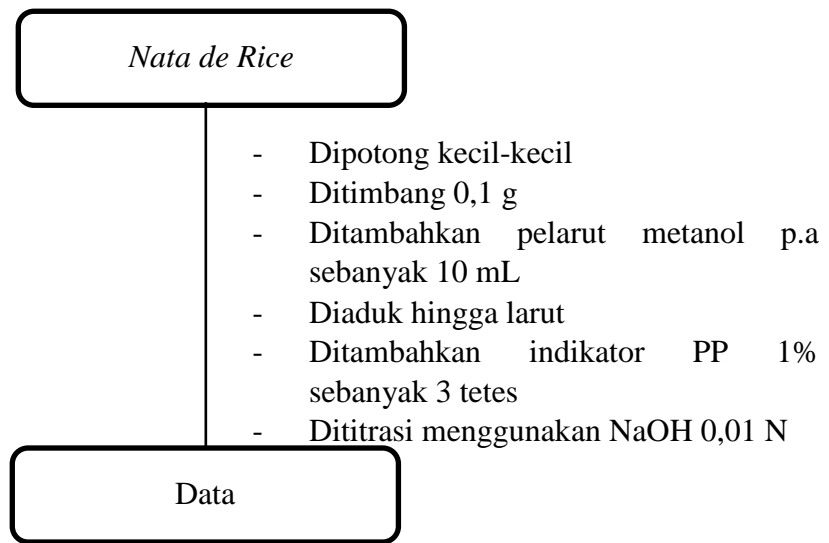 Nata de Rice
- Dipotong kecil-kecil
- Ditimbang 0,1 g
- Ditambahkan pelarut metanol p.a
sebanyak 10 mL
- Diaduk hingga larut
- Ditambahkan indikator PP 1%
sebanyak 3 tetes
- Dititrasi menggunakan NaOH 0,01 N
Data